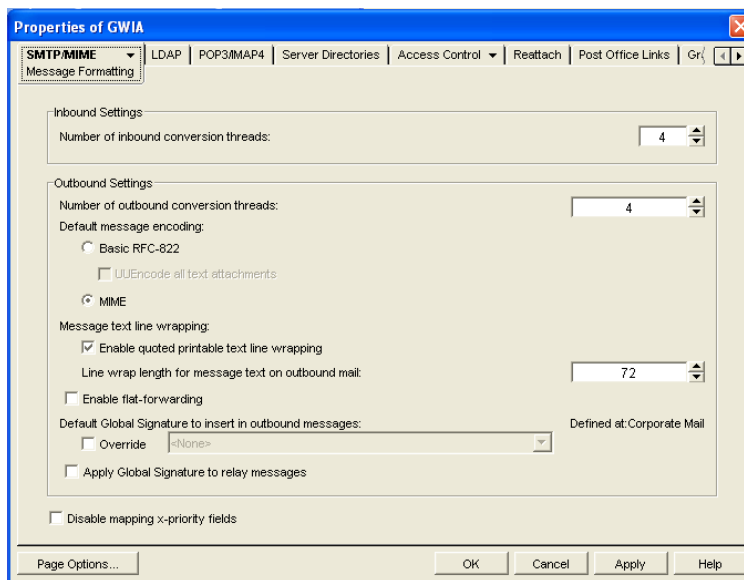 Properties of GWIA
SMTP/MIME LDAP POP3/IMAP4 Server Directories Access Control Reattach Post Office Links Gr
Message Formatting
Inbound Settings
Number of inbound conversion threads: 4
Outbound Settings
Number of outbound conversion threads: 4
Default message encoding:
Basic RFC-822
UUEncode all text attachments
MIME
Message text line wrapping:
Enable quoted printable text line wrapping
Line wrap length for message text on outbound mail: 72
Enable flat-forwarding
Default Global Signature to insert in outbound messages: Defined at:Corporate Mail
Override <None>
Apply Global Signature to relay messages
Disable mapping x-priority fields
Page Options... OK Cancel Apply Help